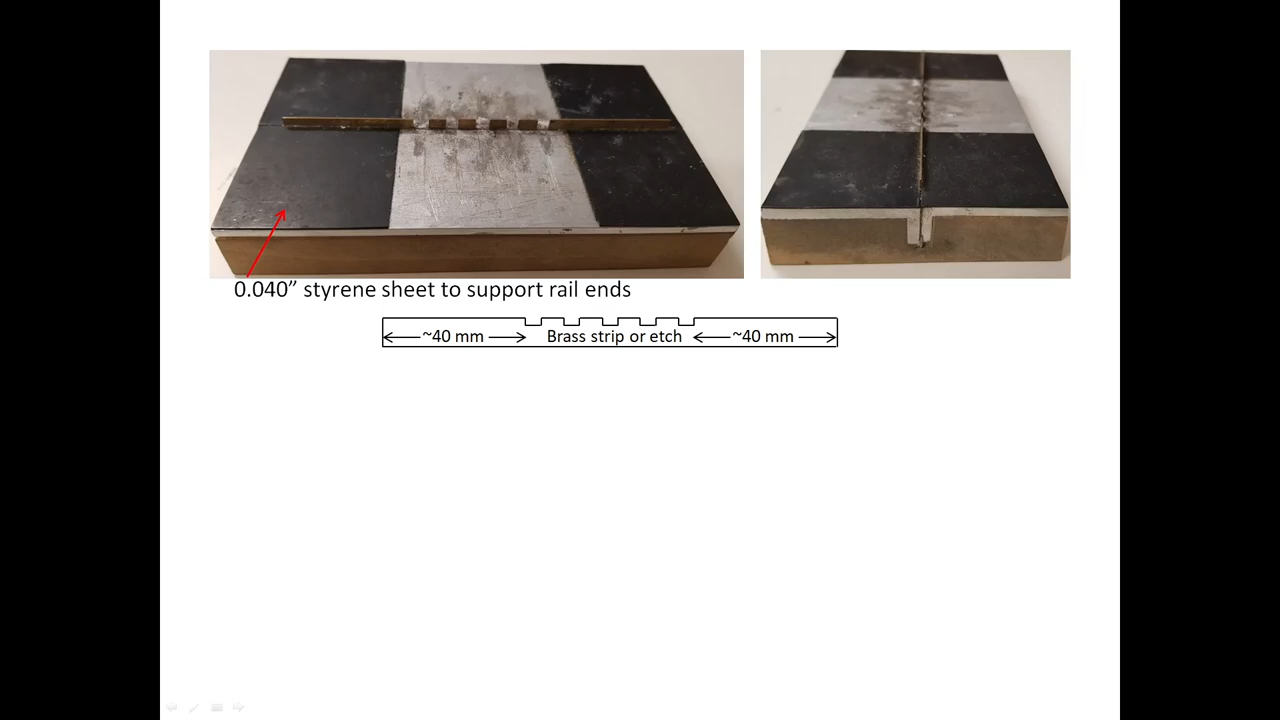 0.040” styrene sheet to support rail ends
~40 mm Brass strip or etch ~40 mm